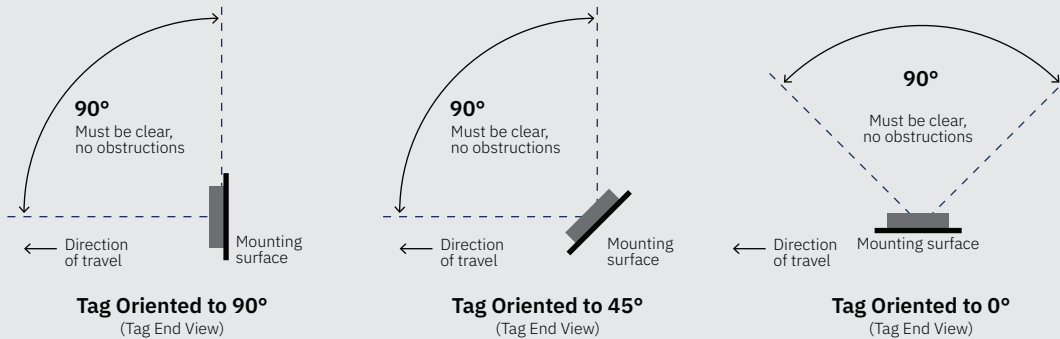 90°
Must be clear,
no obstructions
Direction
of travel
Mounting
surface
Tag Oriented to 90°
(Tag End View)
90°
Must be clear,
no obstructions
Direction
of travel
Mounting
surface
Tag Oriented to 45°
(Tag End View)
90°
Must be clear,
no obstructions
Direction
of travel
Mounting surface
Tag Oriented to 0°
(Tag End View)